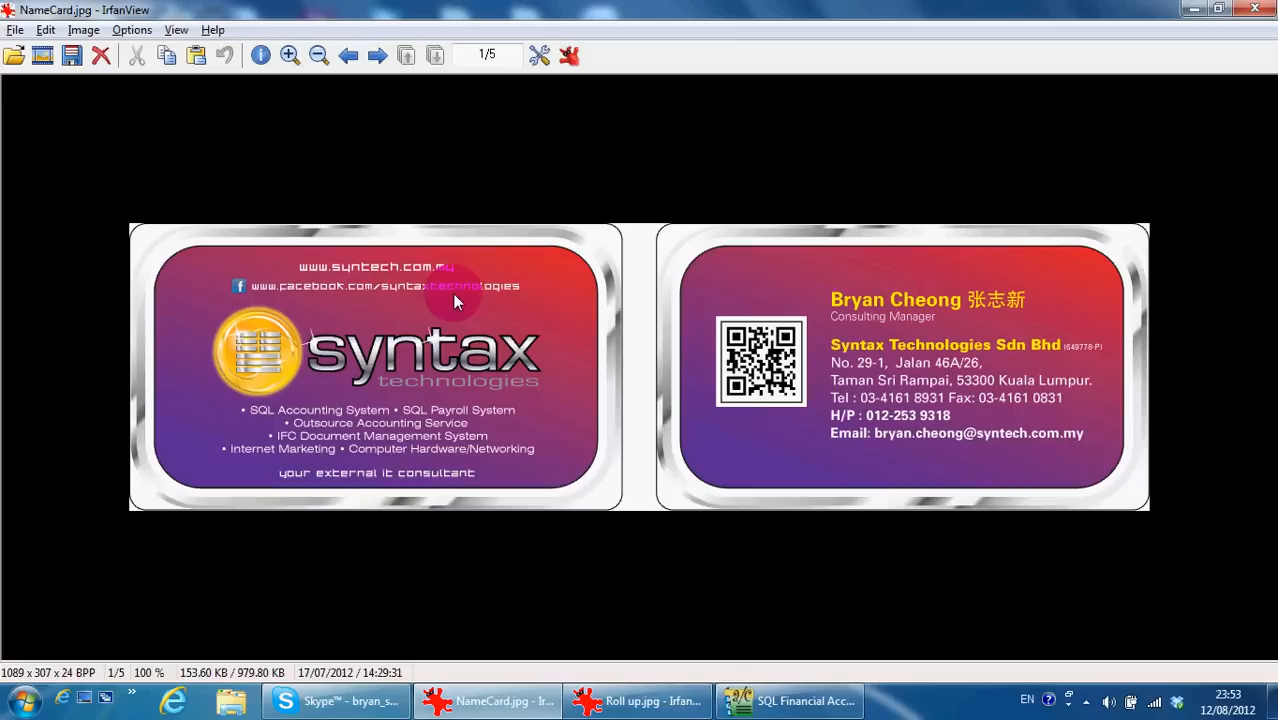 NameCard.jpg - IrfanView
File Edit Image Options View Help
1/5
www.syntech.com.my
www.facebook.com/syntaxtechnologies
syntax
technologies
• SQL Accounting System • SQL Payroll System
• Outsource Accounting Service
• IFC Document Management System
• Internet Marketing • Computer Hardware/Networking
your external it consultant
Bryan Cheong 张志新
Consulting Manager
Syntax Technologies Sdn Bhd (649778-P)
No. 29-1, Jalan 46A/26,
Taman Sri Rampai, 53300 Kuala Lumpur.
Tel : 03-4161 8931 Fax: 03-4161 0831
H/P : 012-253 9318
Email: bryan.cheong@syntech.com.my
1089 x 307 x 24 BPP 1/5 100 % 153.60 KB / 979.80 KB 17/07/2012 / 14:29:31
Skype™ - bryan_s... NameCard.jpg - Ir... Roll up.jpg - Irfan... SQL Financial Acc... EN 23:53
12/08/2012